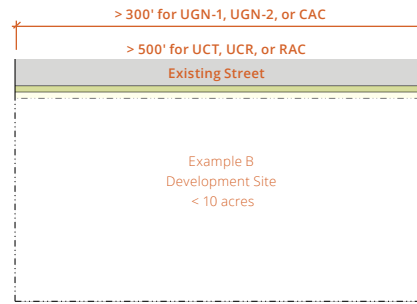 > 300' for UGN-1, UGN-2, or CAC
> 500' for UCT, UCR, or RAC
Existing Street
Example B
Development Site
< 10 acres